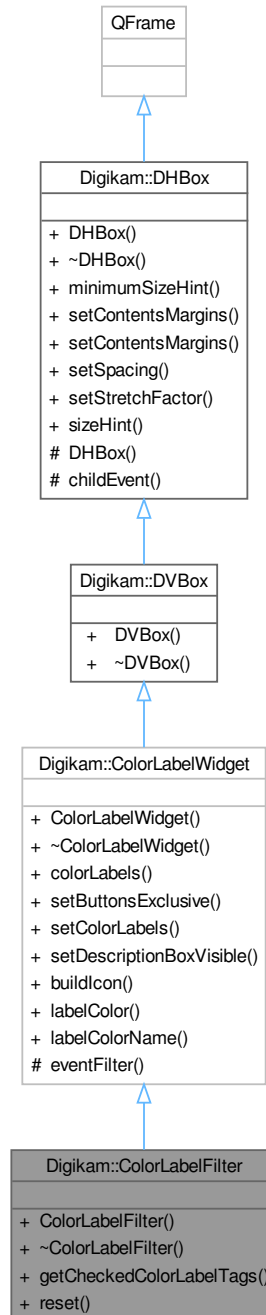 QFrame
Digikam::DHBox
+ DHBox()
+ ~DHBox()
+ minimumSizeHint()
+ setContentsMargins()
+ setContentsMargins()
+ setSpacing()
+ setStretchFactor()
+ sizeHint()
# DHBox()
# childEvent()
Digikam::DVBox
+ DVBox()
+ ~DVBox()
Digikam::ColorLabelWidget
+ ColorLabelWidget()
+ ~ColorLabelWidget()
+ colorLabels()
+ setButtonsExclusive()
+ setColorLabels()
+ setDescriptionBoxVisible()
+ buildIcon()
+ labelColor()
+ labelColorName()
# eventFilter()
Digikam::ColorLabelFilter
+ ColorLabelFilter()
+ ~ColorLabelFilter()
+ getCheckedColorLabelTags()
+ reset()